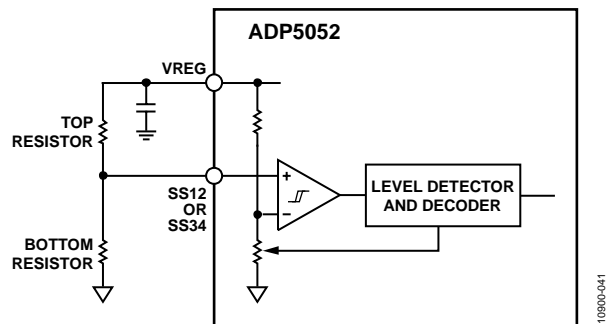 ADP5052
VREG
TOP
RESISTOR
+
SS12
OR
SS34
−
LEVEL DETECTOR
AND DECODER
BOTTOM
RESISTOR
10900-041